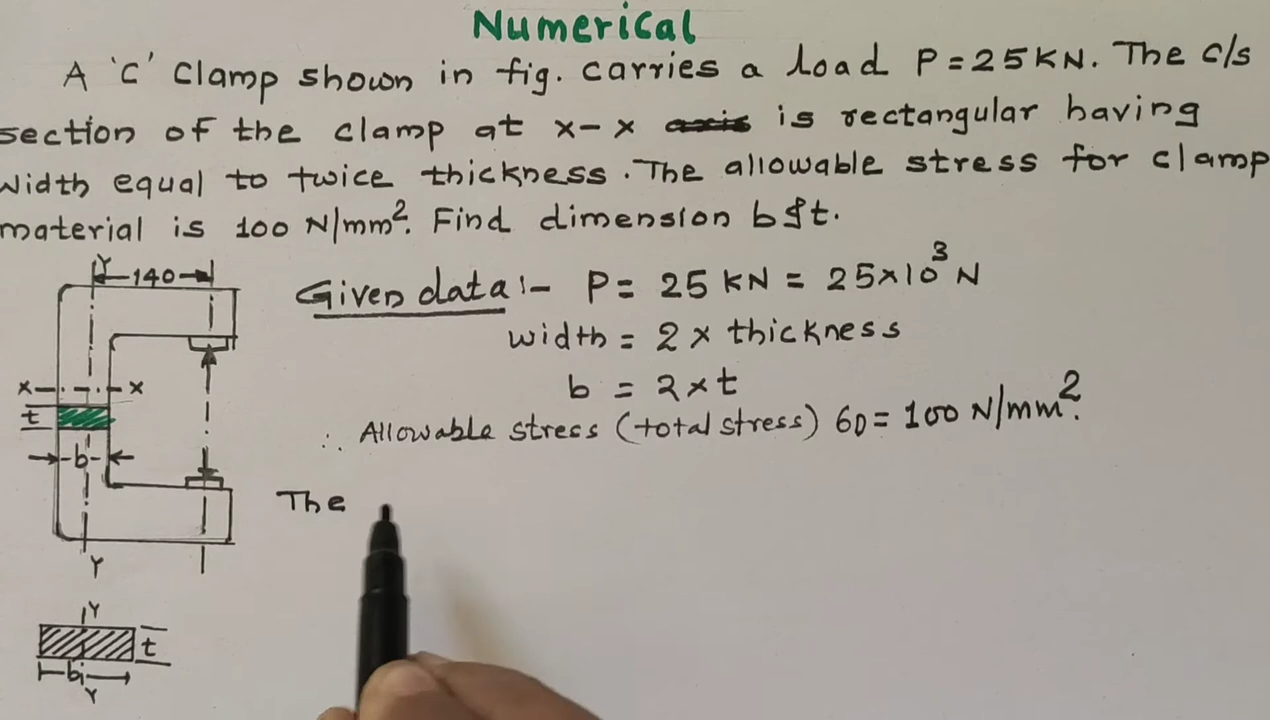 Numerical
A 'C' Clamp shown in fig. carries a load P=25KN. The c/s
section of the clamp at x-x axis is rectangular having
Width equal to twice thickness. The allowable stress for clamp
material is 100 N/mm². Find dimension b & t.
Given data :- P = 25 KN = 25×10³ N
width = 2 × thickness
b = 2×t
∴ Allowable stress (total stress) σ0 = 100 N/mm².
The
Y
140
x x
t
b
Y
Y
t
b
Y